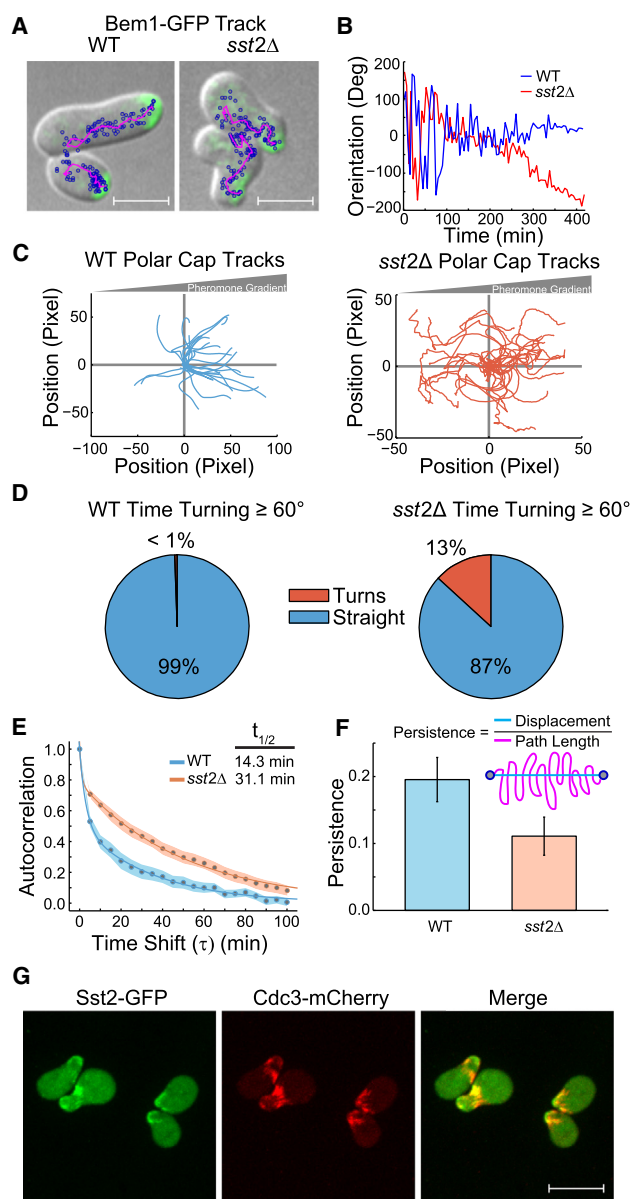 A
Bem1-GFP Track
WT
sst2Δ
B
Oreintation (Deg)
200
100
0
−100
−200
WT
sst2Δ
0 100 200 300 400
Time (min)
C
WT Polar Cap Tracks
Pheromone Gradient
Position (Pixel)
50
0
−50
−100 −50 0 50 100
Position (Pixel)
sst2Δ Polar Cap Tracks
Pheromone Gradient
Position (Pixel)
50
0
−50
−50 0 50
Position (Pixel)
D
WT Time Turning ≥ 60°
< 1%
99%
Turns
Straight
sst2Δ Time Turning ≥ 60°
13%
87%
E
t1/2
WT 14.3 min
sst2Δ 31.1 min
Autocorrelation
1.0
0.8
0.6
0.4
0.2
0.0
0 20 40 60 80 100
Time Shift (τ) (min)
F
Persistence = Displacement
Path Length
Persistence
0.2
0.1
0.0
WT
sst2Δ
G
Sst2-GFP
Cdc3-mCherry
Merge